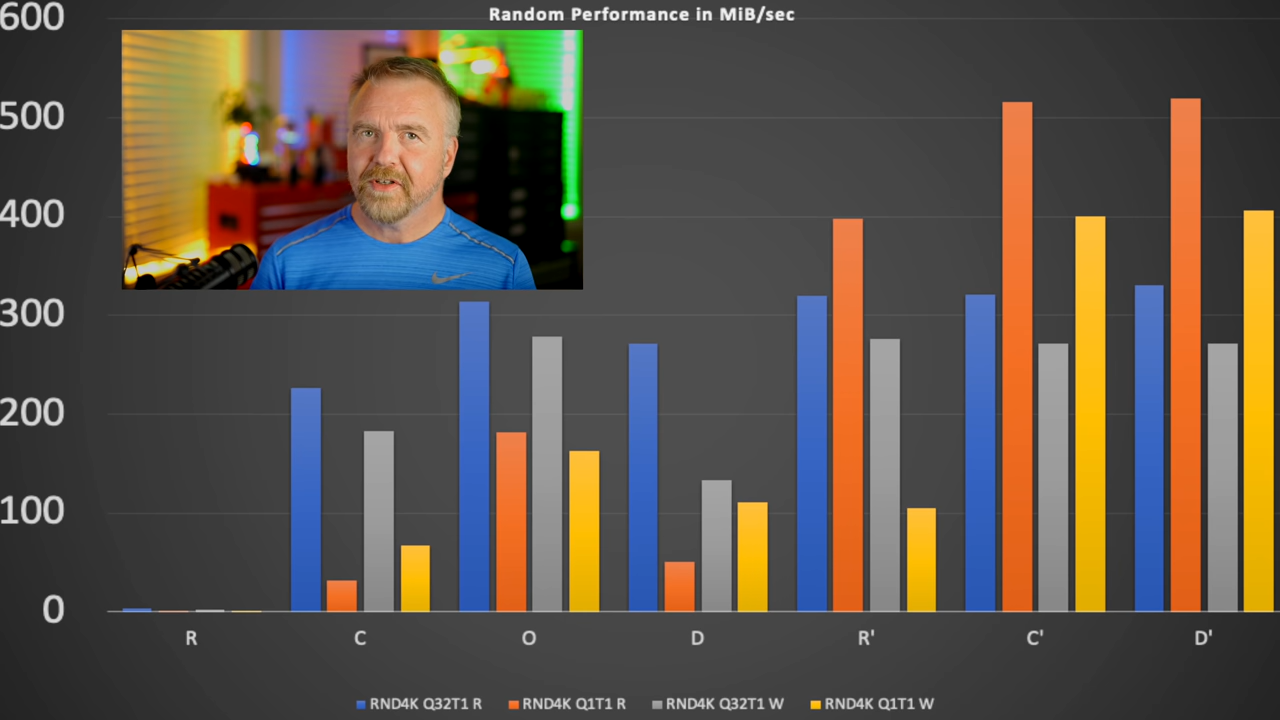 Random Performance in MiB/sec
600
500
400
300
200
100
0
R C O D R' C' D'
RND4K Q32T1 R RND4K Q1T1 R RND4K Q32T1 W RND4K Q1T1 W